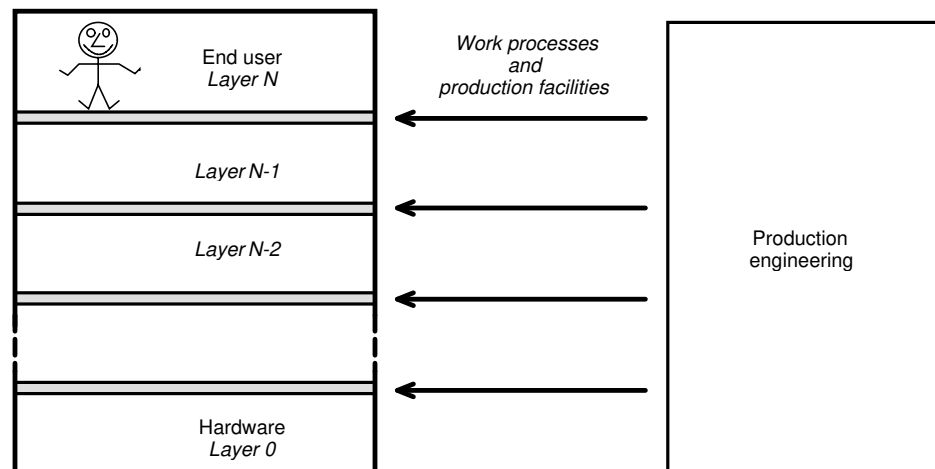 End user
Layer N
Work processes
and
production facilities
Layer N-1
Layer N-2
Production
engineering
Hardware
Layer 0